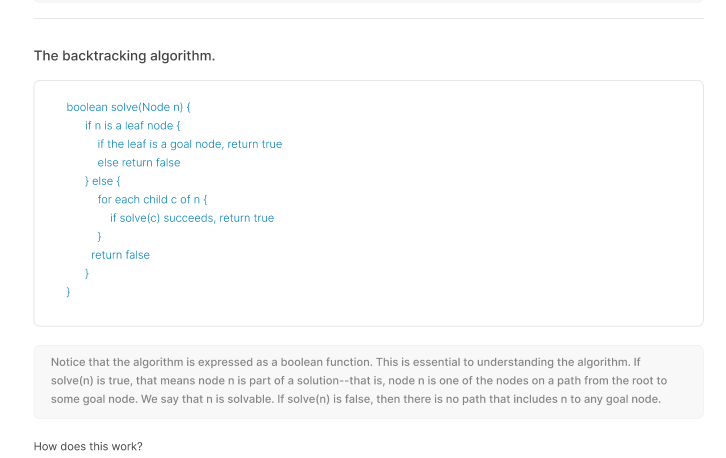 The backtracking algorithm.
boolean solve(Node n) {
if n is a leaf node {
if the leaf is a goal node, return true
else return false
} else {
for each child c of n {
if solve(c) succeeds, return true
}
return false
}
}
Notice that the algorithm is expressed as a boolean function. This is essential to understanding the algorithm. If
solve(n) is true, that means node n is part of a solution--that is, node n is one of the nodes on a path from the root to
some goal node. We say that n is solvable. If solve(n) is false, then there is no path that includes n to any goal node.
How does this work?